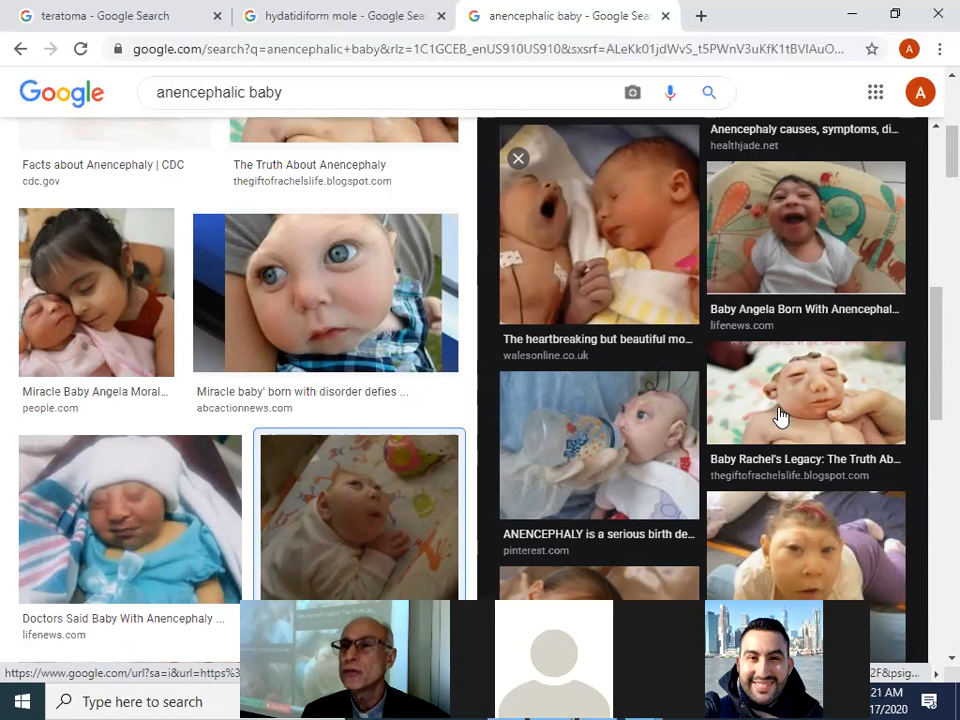 teratoma - Google Search
hydatidiform mole - Google Sear
anencephalic baby - Google Sear
google.com/search?q=anencephalic+baby&rlz=1C1GCEB_enUS910US910&sxsrf=ALeKk01jdWvS_t5PWnV3uKfK1tBVlAuO...
A
Google
anencephalic baby
A
Facts about Anencephaly | CDC
cdc.gov
The Truth About Anencephaly
thegiftofrachelslife.blogspot.com
Miracle Baby Angela Moral...
people.com
Miracle baby' born with disorder defies ...
abcactionnews.com
Doctors Said Baby With Anencephaly ...
lifenews.com
Anencephaly causes, symptoms, di...
healthjade.net
The heartbreaking but beautiful mo...
walesonline.co.uk
Baby Angela Born With Anencephal...
lifenews.com
ANENCEPHALY is a serious birth de...
pinterest.com
Baby Rachel's Legacy: The Truth Ab...
thegiftofrachelslife.blogspot.com
https://www.google.com/url?sa=i&url=https%3
2F&psig
Type here to search
:21 AM
/17/2020